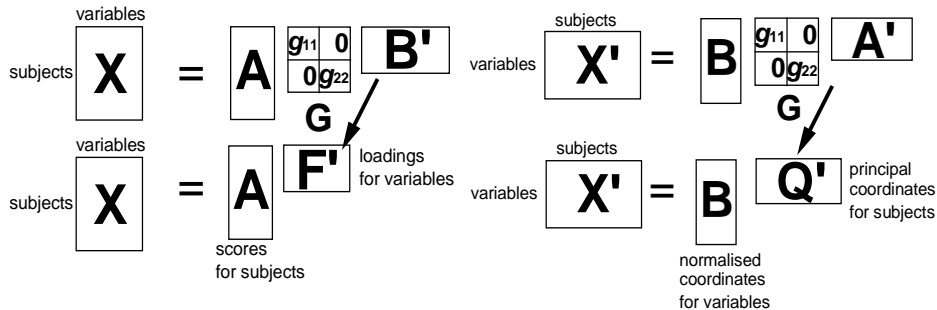 variables
subjects
X
=
A
g11 0
0 g22
B'
G
variables
subjects
X
=
A
F'
loadings
for variables
scores
for subjects
subjects
variables
X'
=
B
g11 0
0 g22
A'
G
subjects
variables
X'
=
B
Q'
principal
coordinates
for subjects
normalised
coordinates
for variables